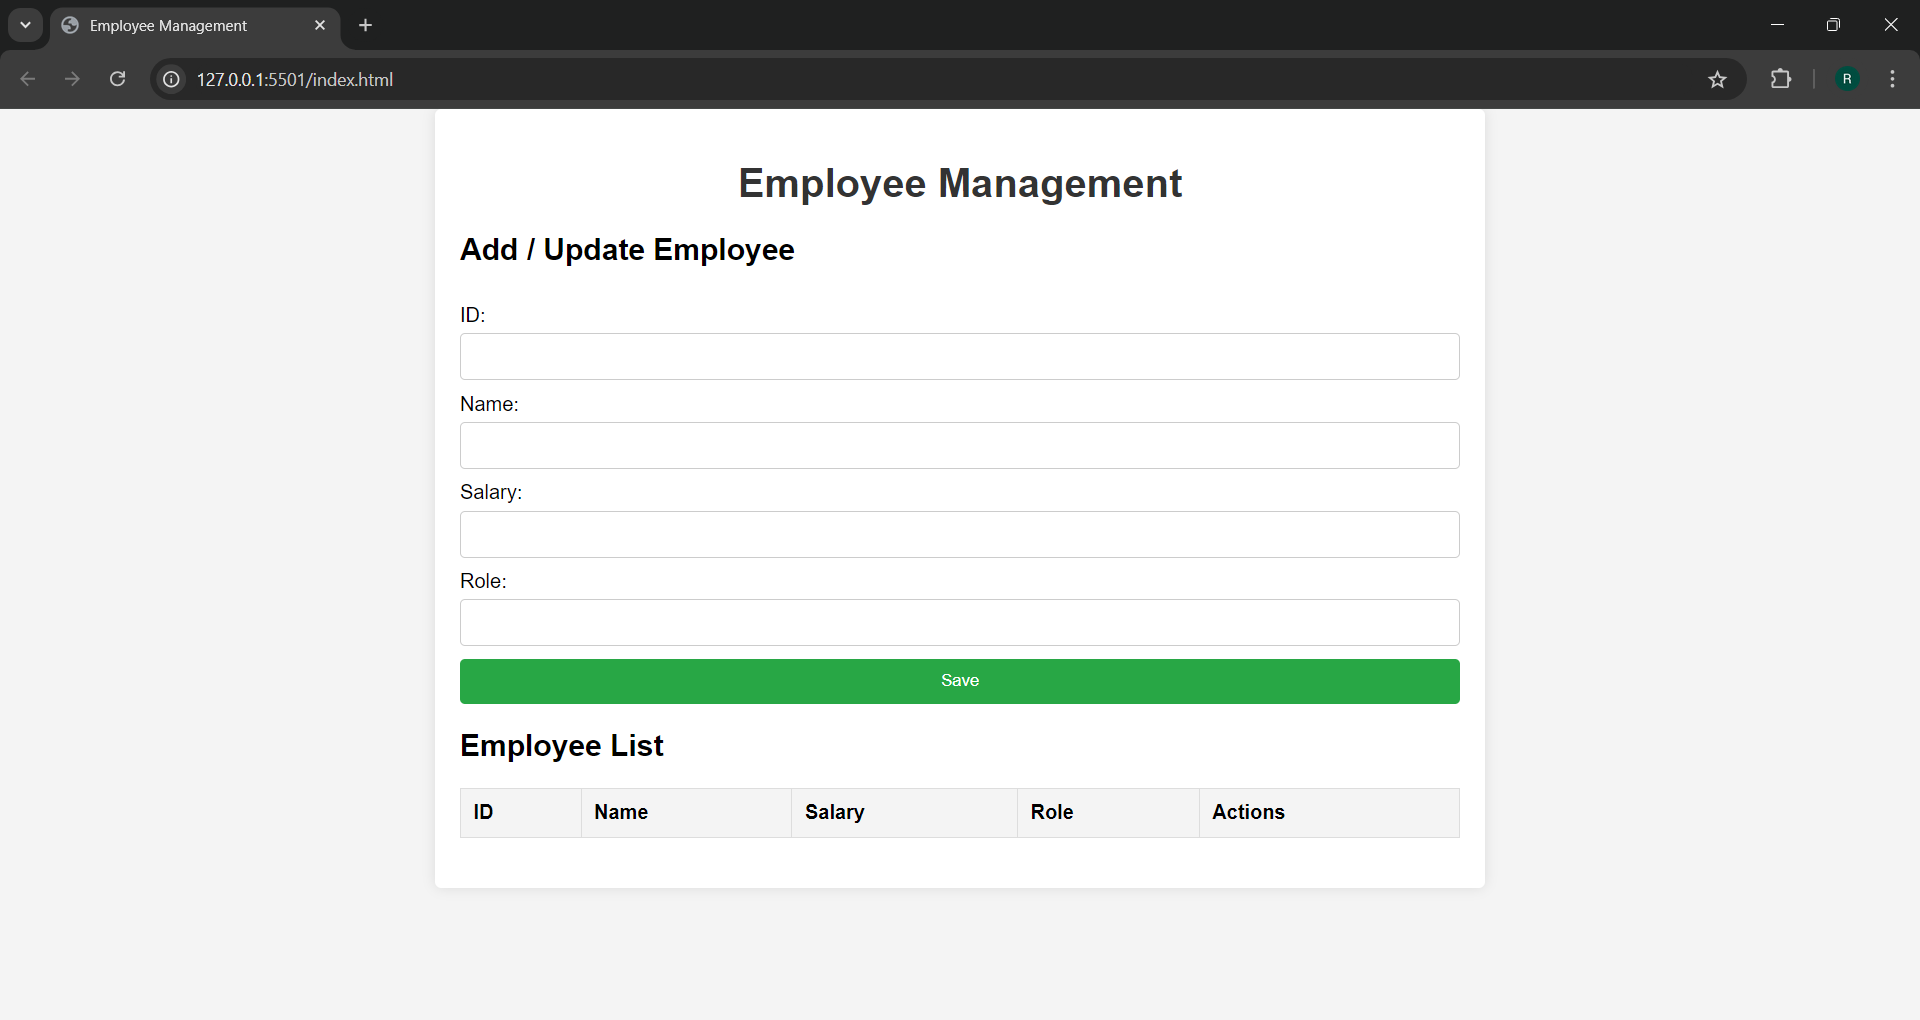 Employee Management
127.0.0.1:5501/index.html
R
Employee Management
Add / Update Employee
ID:
Name:
Salary:
Role:
Save
Employee List
ID Name Salary Role Actions